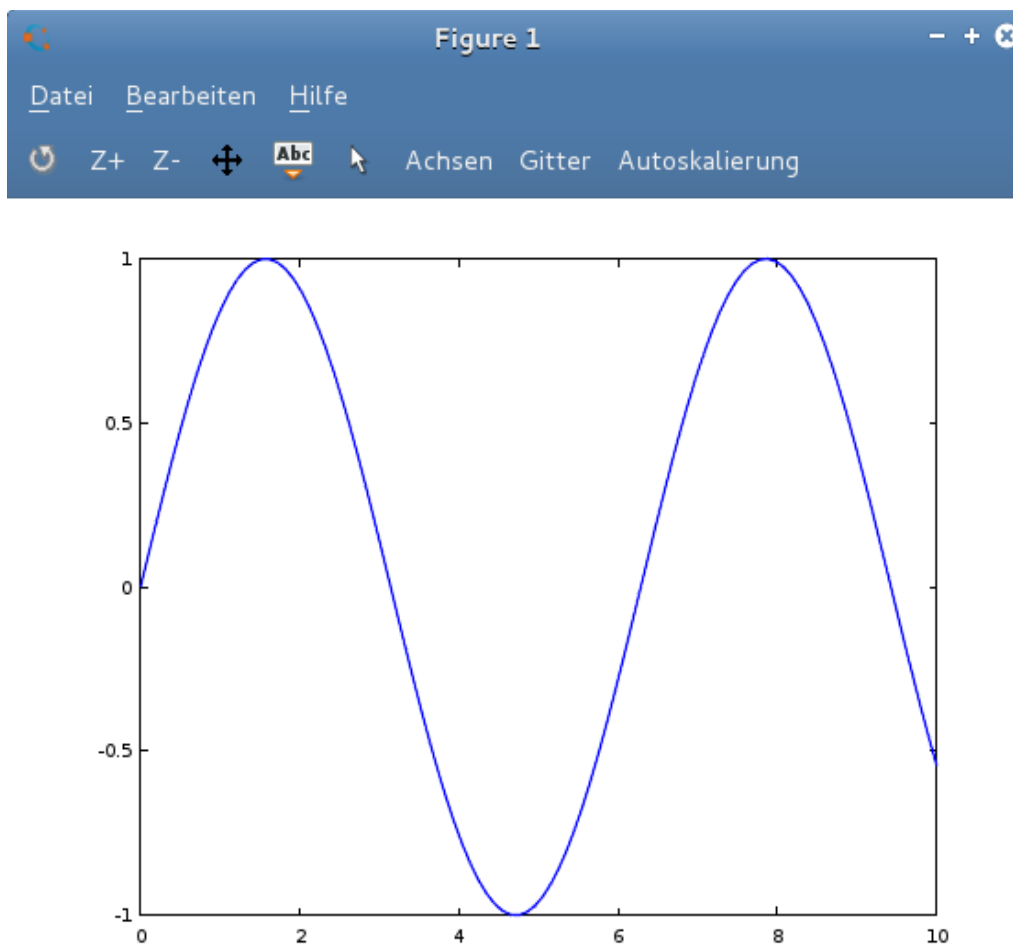 Figure 1
Datei Bearbeiten Hilfe
Z+ Z- Abc Achsen Gitter Autoskalierung
1
0.5
0
-0.5
-1
0 2 4 6 8 10